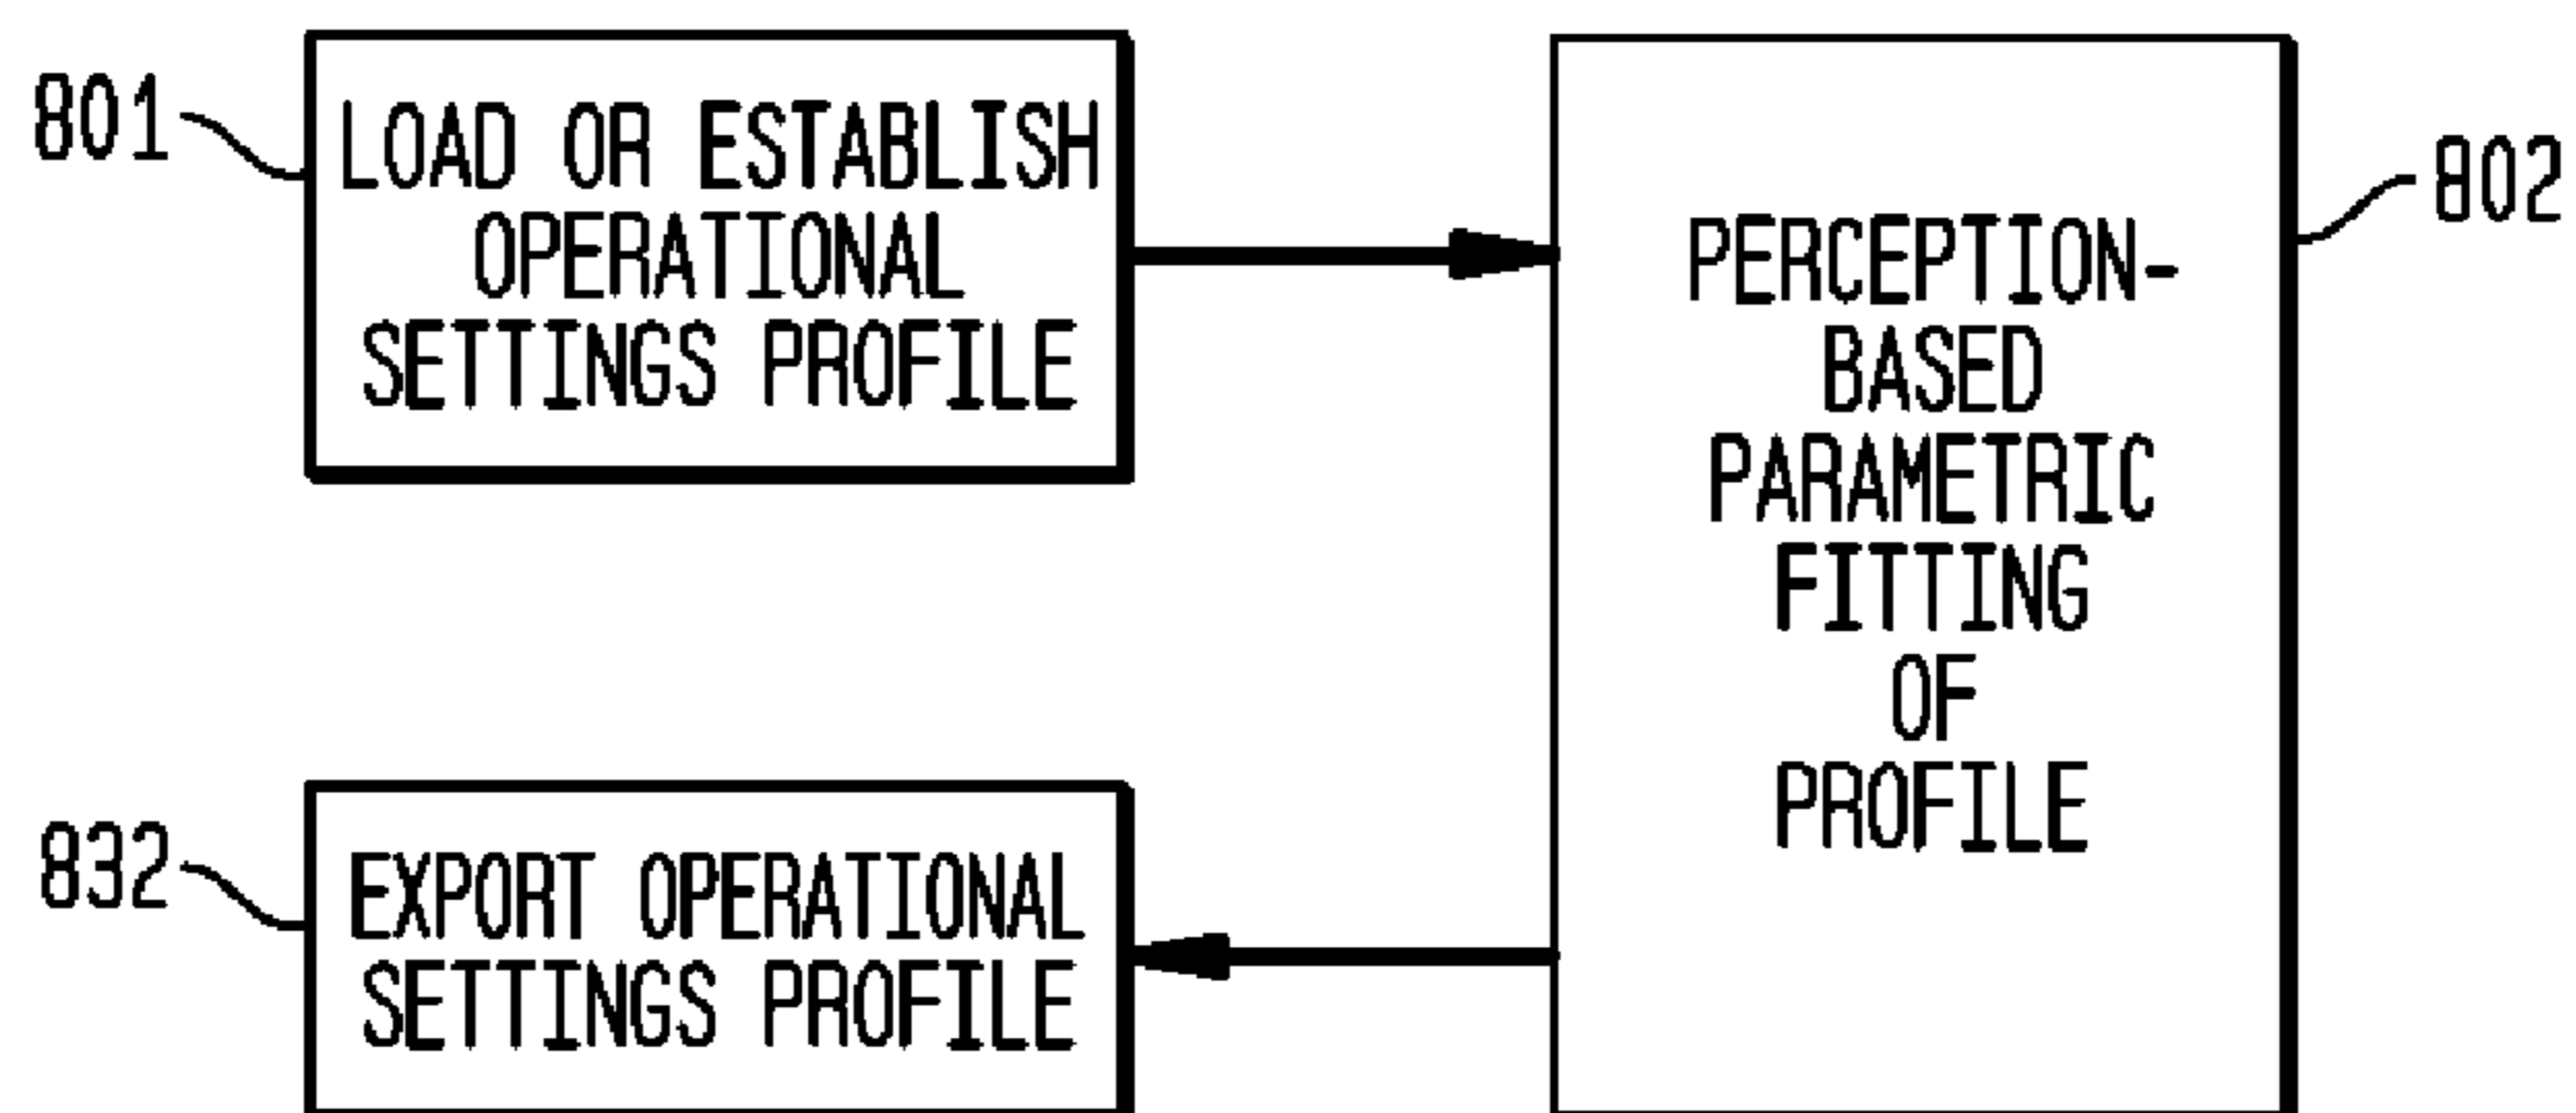 801
LOAD OR ESTABLISH
OPERATIONAL
SETTINGS PROFILE
802
PERCEPTION-
BASED
PARAMETRIC
FITTING
OF
PROFILE
832
EXPORT OPERATIONAL
SETTINGS PROFILE